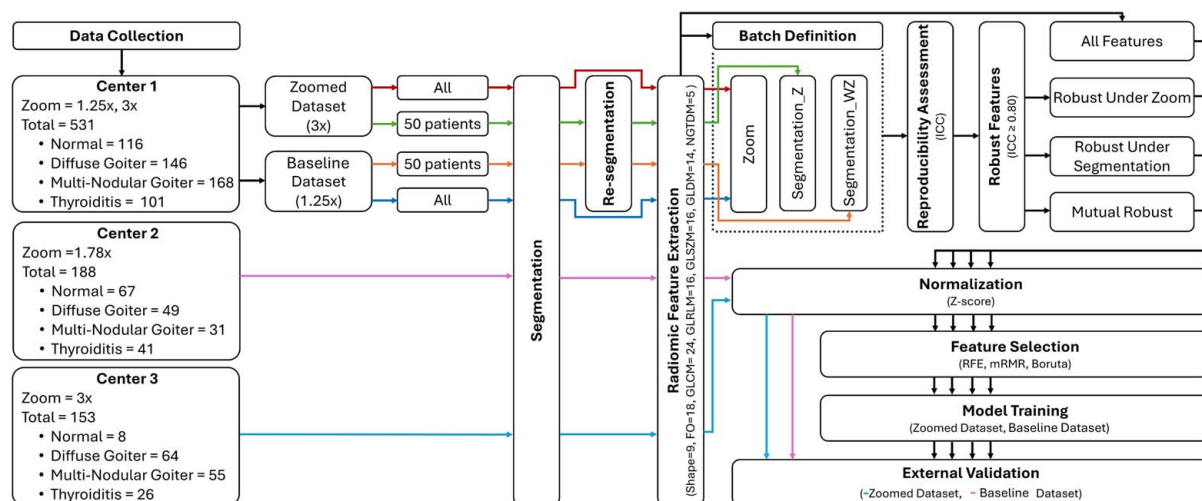 Data Collection
Center 1
Zoom = 1.25x, 3x
Total = 531
• Normal = 116
• Diffuse Goiter = 146
• Multi-Nodular Goiter = 168
• Thyroiditis = 101
Center 2
Zoom =1.78x
Total = 188
• Normal = 67
• Diffuse Goiter = 49
• Multi-Nodular Goiter = 31
• Thyroiditis = 41
Center 3
Zoom = 3x
Total = 153
• Normal = 8
• Diffuse Goiter = 64
• Multi-Nodular Goiter = 55
• Thyroiditis = 26
Zoomed
Dataset
(3x)
Baseline
Dataset
(1.25x)
All
50 patients
50 patients
All
Segmentation
Re-segmentation
Radiomic Feature Extraction
(Shape=9, FO=18, GLCM= 24, GLRLM=16, GLSZM=16, GLDM=14, NGTDM=5 )
Batch Definition
Zoom
Segmentation_Z
Segmentation_WZ
Reproducibility Assessment
(ICC)
Robust Features
(ICC ≥ 0.80)
All Features
Robust Under Zoom
Robust Under
Segmentation
Mutual Robust
Normalization
(Z-score)
Feature Selection
(RFE, mRMR, Boruta)
Model Training
(Zoomed Dataset, Baseline Dataset)
External Validation
(-Zoomed Dataset, - Baseline Dataset)